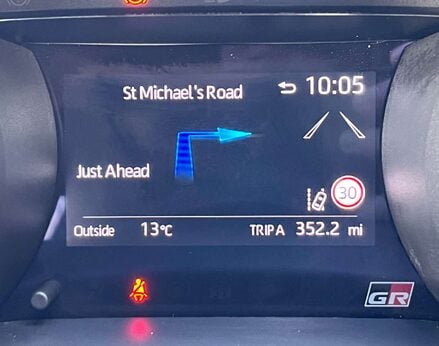 St Michael's Road
10:05
Just Ahead
30
Outside 13°C TRIP A 352.2 mi
GR